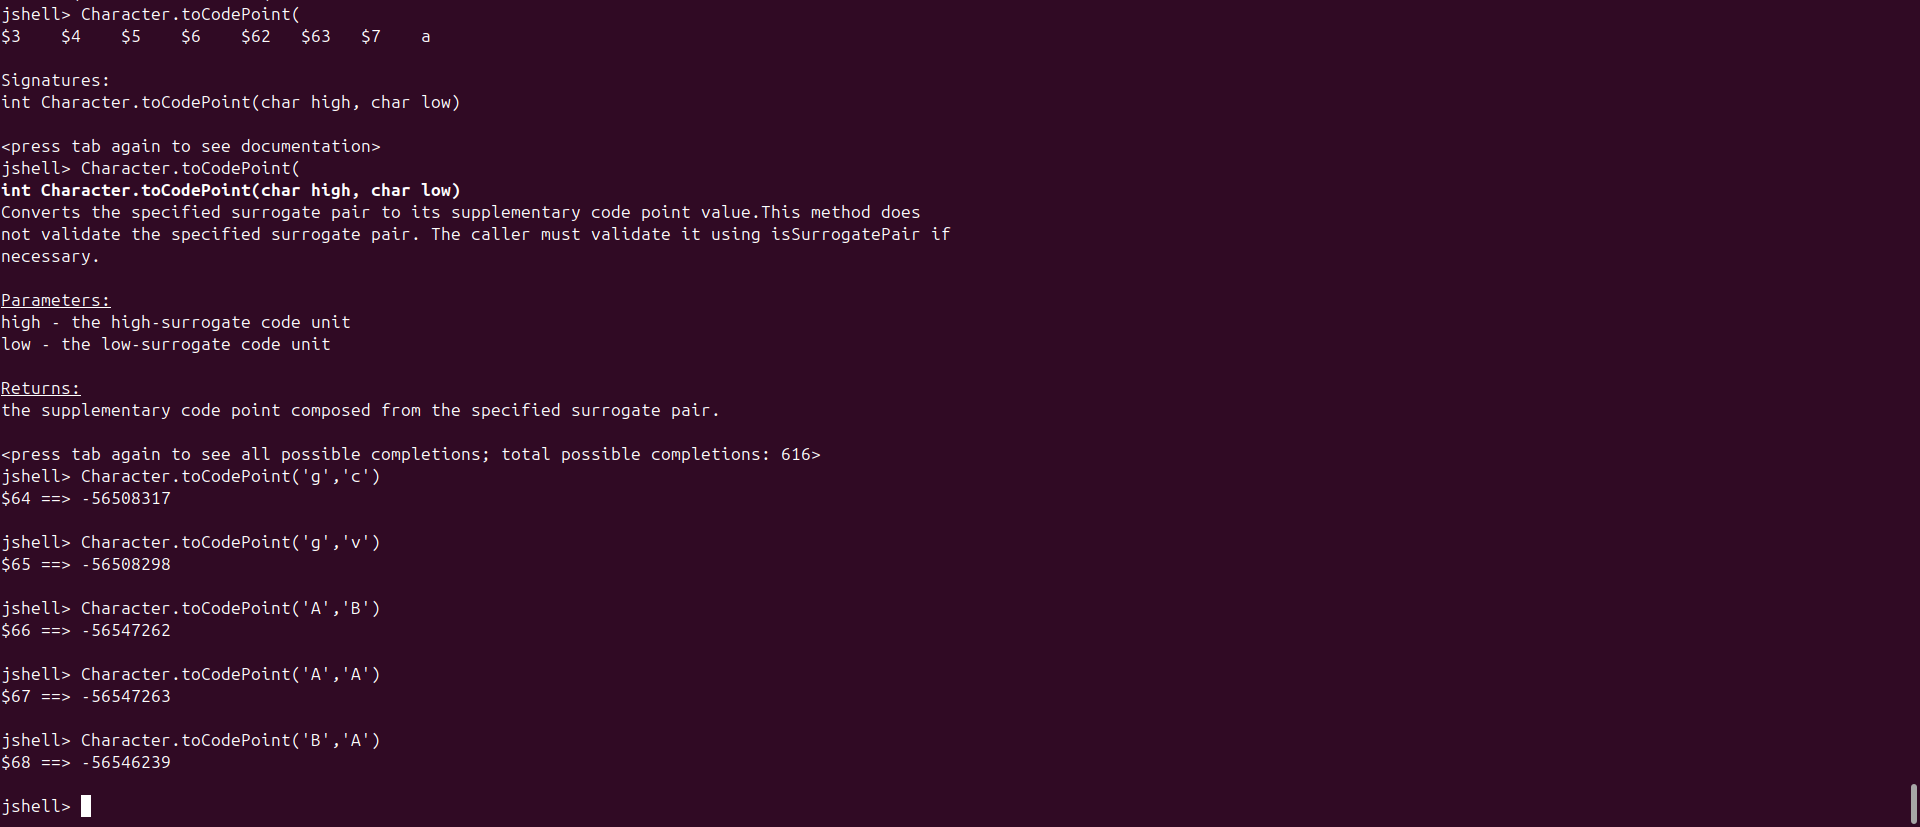 jshell> Character.toCodePoint(
$3    $4    $5    $6    $62   $63   $7    a
Signatures:
int Character.toCodePoint(char high, char low)
<press tab again to see documentation>
jshell> Character.toCodePoint(
int Character.toCodePoint(char high, char low)
Converts the specified surrogate pair to its supplementary code point value.This method does
not validate the specified surrogate pair. The caller must validate it using isSurrogatePair if
necessary.
Parameters:
high - the high-surrogate code unit
low - the low-surrogate code unit
Returns:
the supplementary code point composed from the specified surrogate pair.
<press tab again to see all possible completions; total possible completions: 616>
jshell> Character.toCodePoint('g','c')
$64 ==> -56508317
jshell> Character.toCodePoint('g','v')
$65 ==> -56508298
jshell> Character.toCodePoint('A','B')
$66 ==> -56547262
jshell> Character.toCodePoint('A','A')
$67 ==> -56547263
jshell> Character.toCodePoint('B','A')
$68 ==> -56546239
jshell>